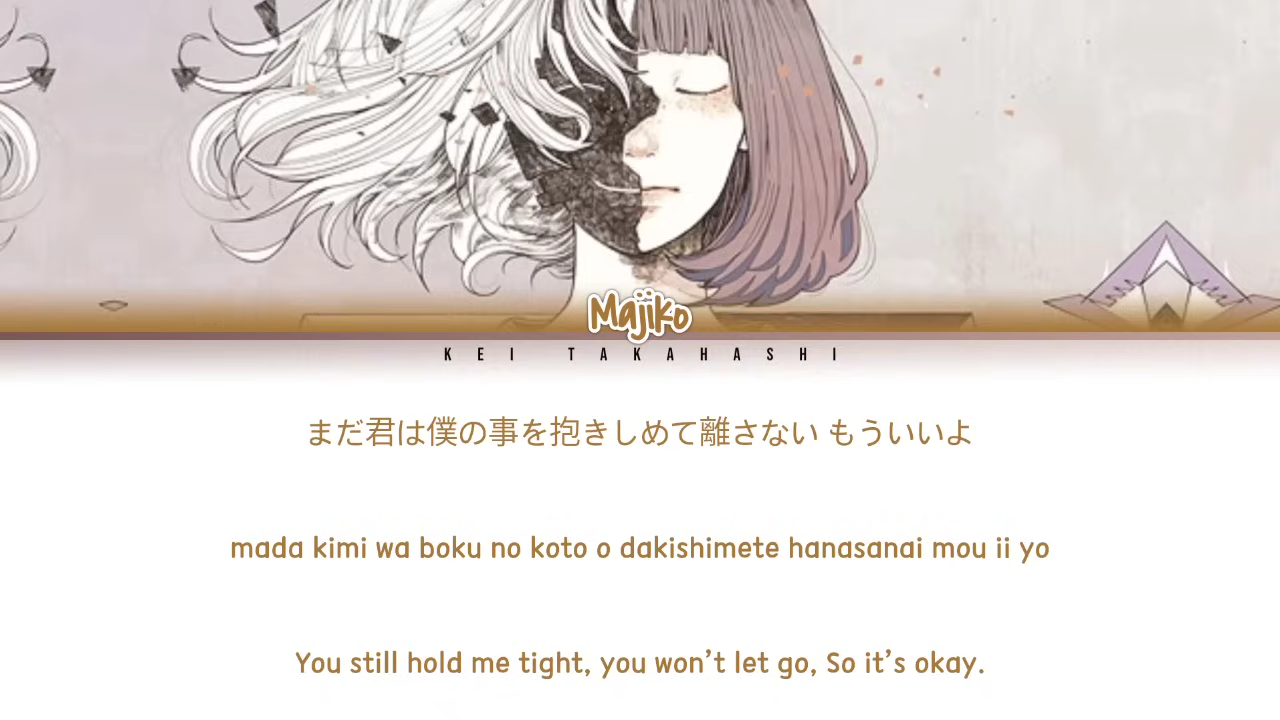 Majiko
KEI TAKAHASHI
まだ君は僕の事を抱きしめて離さない もういいよ
mada kimi wa boku no koto o dakishimete hanasanai mou ii yo
You still hold me tight, you won't let go, So it's okay.